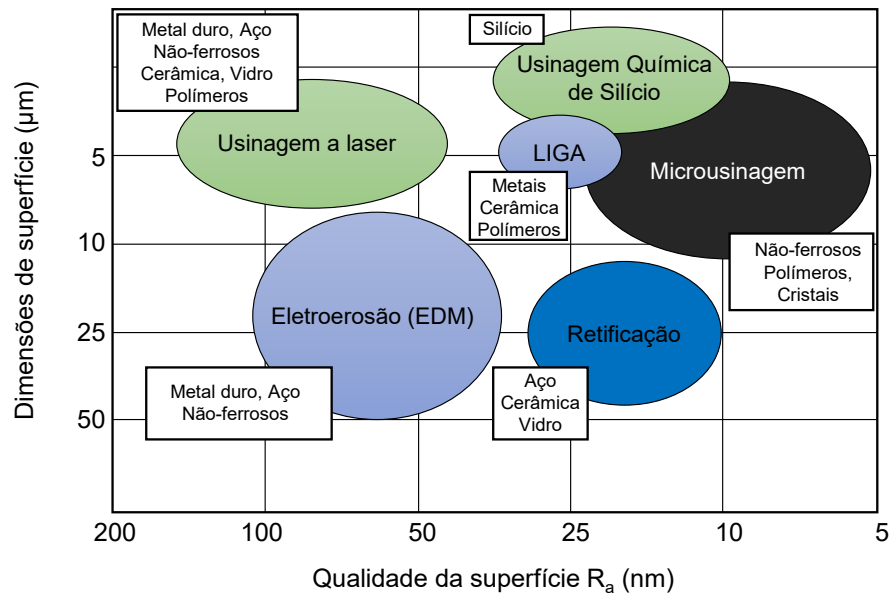 Metal duro, Aço
Não-ferrosos
Cerâmica, Vidro
Polímeros
Silício
Usinagem Química
de Silício
Usinagem a laser
LIGA
Microusinagem
Metais
Cerâmica
Polímeros
Não-ferrosos
Polímeros,
Cristais
Eletroerosão (EDM)
Retificação
Metal duro, Aço
Não-ferrosos
Aço
Cerâmica
Vidro
Dimensões de superfície (µm)
5
10
25
50
200 100 50 25 10 5
Qualidade da superfície Ra (nm)